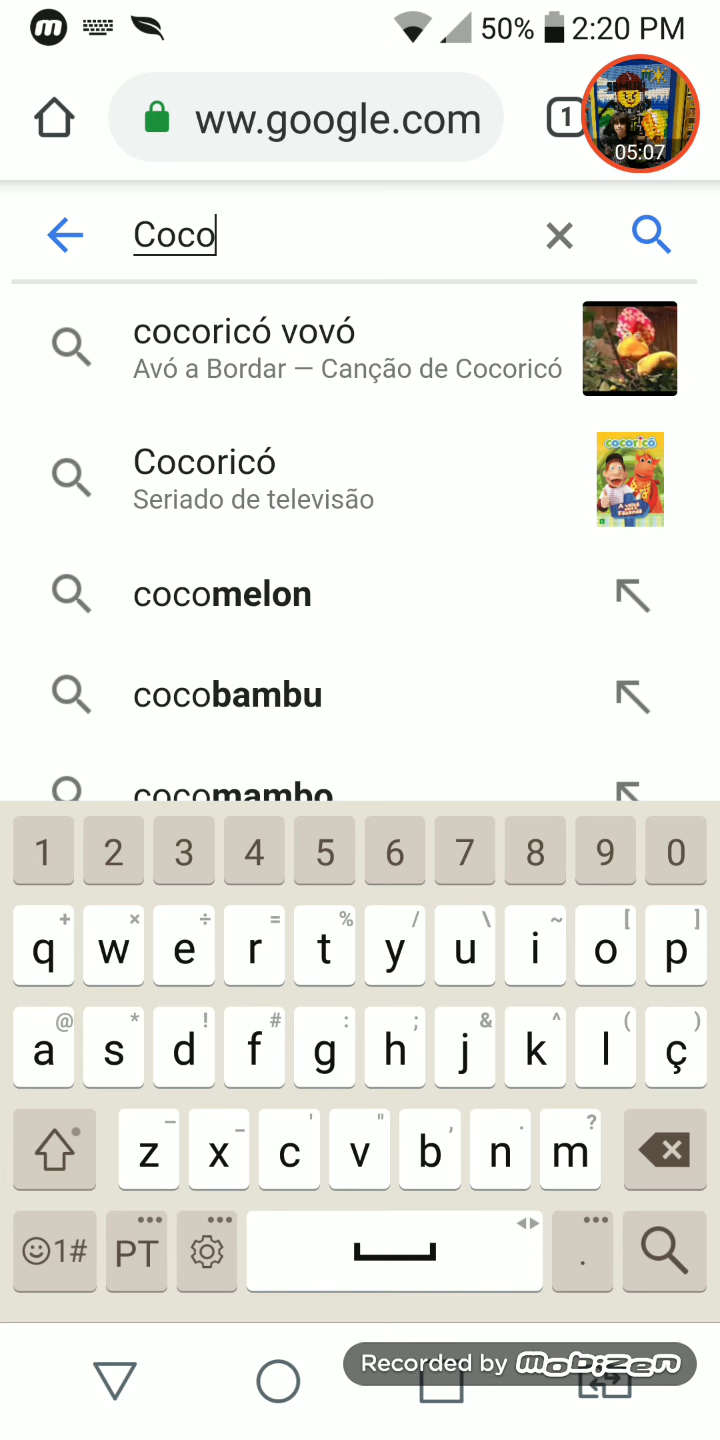 50% 2:20 PM
ww.google.com
1
05:07
Coco
cocoricó vovó
Avó a Bordar — Canção de Cocoricó
Cocoricó
Seriado de televisão
cocoricó
cocomelon
cocobambu
cocomambo
1 2 3 4 5 6 7 8 9 0
+ × ÷ = % / \ ~ [ ]
q w e r t y u i o p
@ * ! # : ; & ^ ( )
a s d f g h j k l ç
– _ ' " , . ?
z x c v b n m
1# PT .
Recorded by mobizen